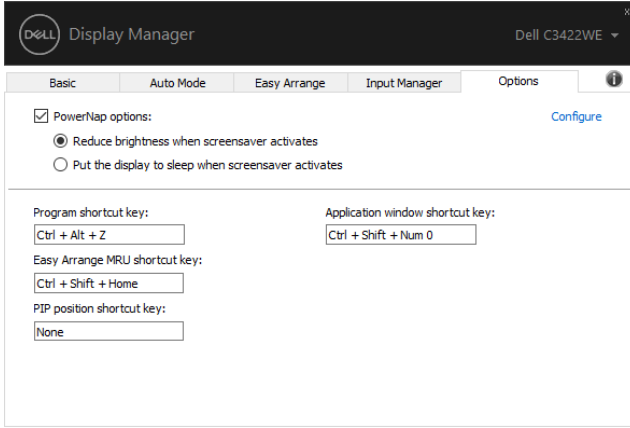 DELL Display Manager
Dell C3422WE
Basic
Auto Mode
Easy Arrange
Input Manager
Options
PowerNap options:
Configure
Reduce brightness when screensaver activates
Put the display to sleep when screensaver activates
Program shortcut key:
Application window shortcut key:
Ctrl + Alt + Z
Ctrl + Shift + Num 0
Easy Arrange MRU shortcut key:
Ctrl + Shift + Home
PIP position shortcut key:
None